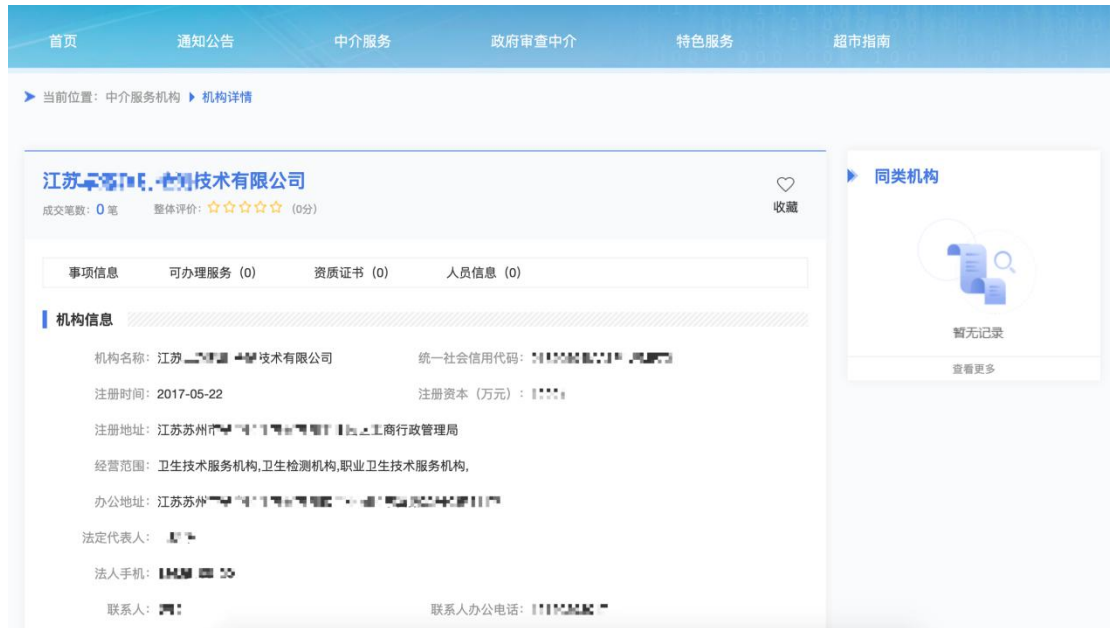 首页 通知公告 中介服务 政府审查中介 特色服务 超市指南
当前位置：中介服务机构 机构详情
江苏 技术有限公司
成交笔数：0 笔 整体评价： (0分)
收藏
同类机构
暂无记录
查看更多
事项信息 可办理服务（0） 资质证书（0） 人员信息（0）
机构信息
机构名称：江苏 技术有限公司 统一社会信用代码：
注册时间：2017-05-22 注册资本（万元）：
注册地址：江苏苏州市 工商行政管理局
经营范围：卫生技术服务机构,卫生检测机构,职业卫生技术服务机构,
办公地址：江苏苏州
法定代表人：
法人手机：
联系人： 联系人办公电话：